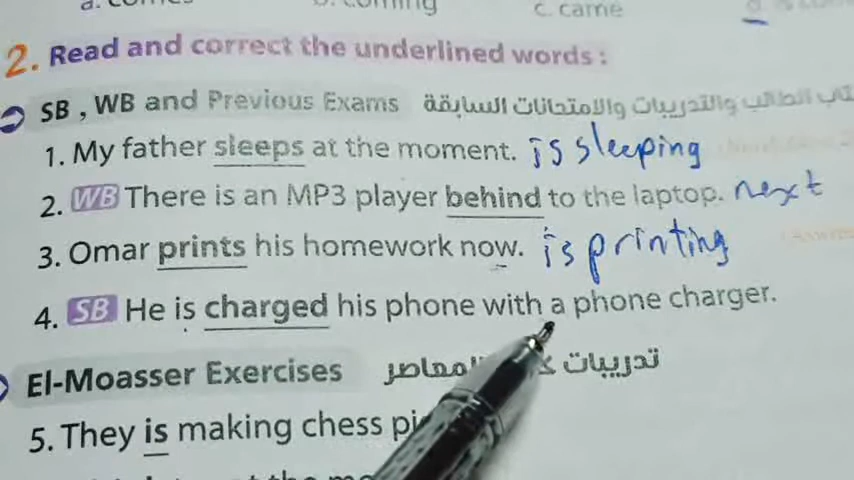 coming c. came
2. Read and correct the underlined words :
SB , WB and Previous Exams كتاب الطالب والتدريبات والامتحانات السابقة
1. My father sleeps at the moment. is sleeping
2. WB There is an MP3 player behind to the laptop. next
3. Omar prints his homework now. is printing
4. SB He is charged his phone with a phone charger.
El-Moasser Exercises تدريبات المعاصر
5. They is making chess